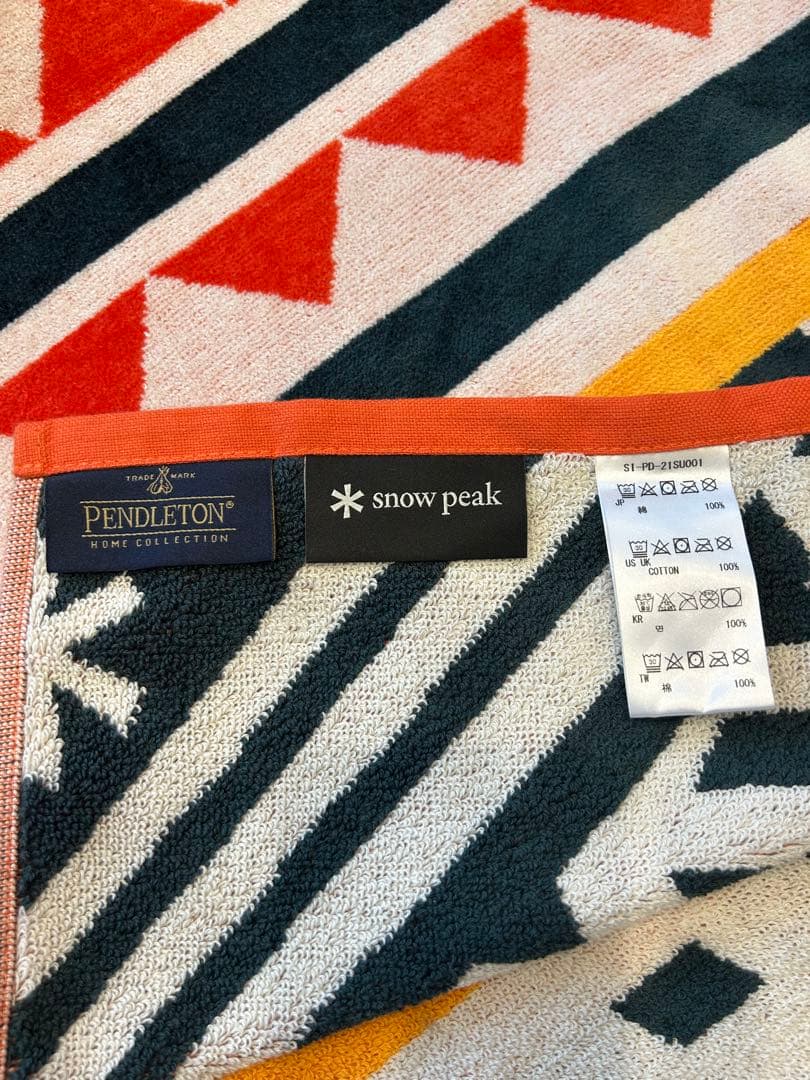 TRADE MARK
PENDLETON®
HOME COLLECTION
snow peak
SI-PD-21SU001
JP 綿 100%
US UK COTTON 100%
KR 면 100%
TW 棉 100%